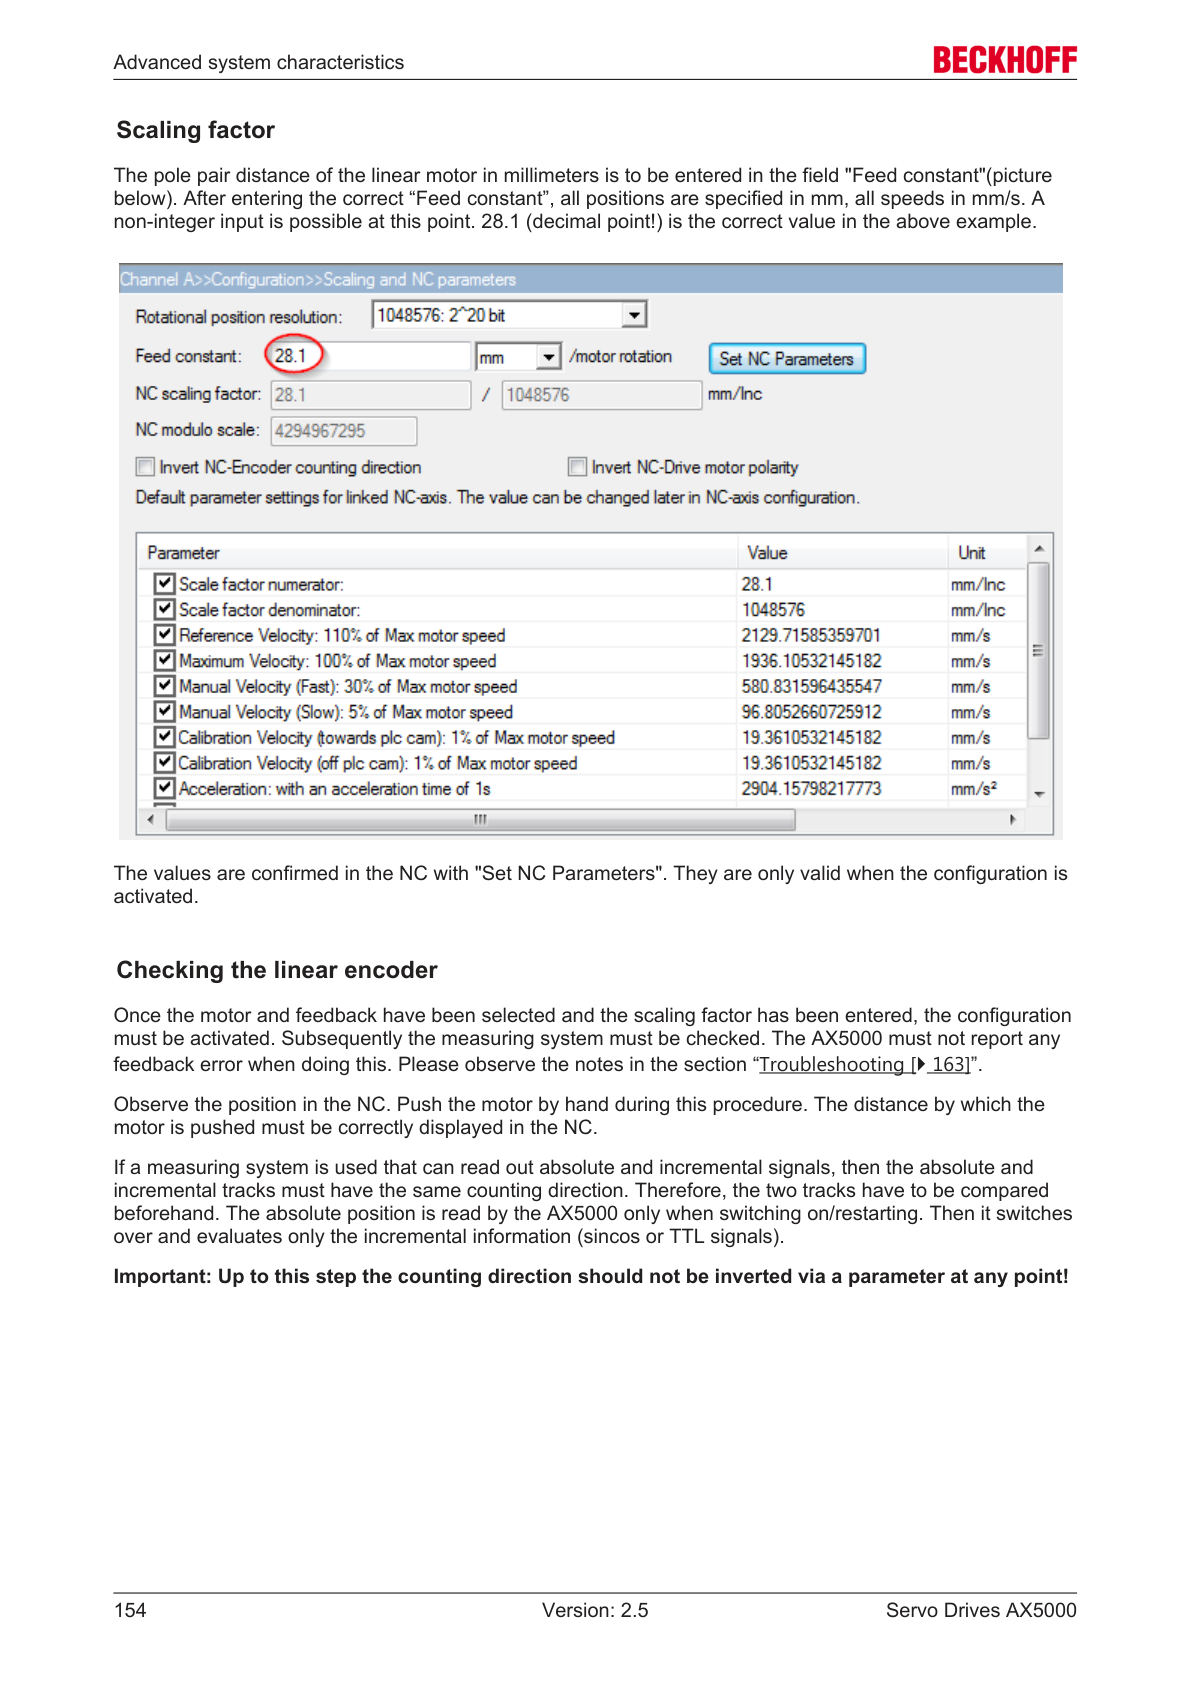 Advanced system characteristics
BECKHOFF
Scaling factor
The pole pair distance of the linear motor in millimeters is to be entered in the field "Feed constant"(picture
below). After entering the correct “Feed constant”, all positions are specified in mm, all speeds in mm/s. A
non-integer input is possible at this point. 28.1 (decimal point!) is the correct value in the above example.
Channel A>>Configuration>>Scaling and NC parameters
Rotational position resolution: 1048576: 2^20 bit
Feed constant: 28.1 mm /motor rotation Set NC Parameters
NC scaling factor: 28.1 / 1048576 mm/Inc
NC modulo scale: 4294967295
Invert NC-Encoder counting direction Invert NC-Drive motor polarity
Default parameter settings for linked NC-axis. The value can be changed later in NC-axis configuration.
Parameter Value Unit
Scale factor numerator: 28.1 mm/Inc
Scale factor denominator: 1048576 mm/Inc
Reference Velocity: 110% of Max motor speed 2129.71585359701 mm/s
Maximum Velocity: 100% of Max motor speed 1936.10532145182 mm/s
Manual Velocity (Fast): 30% of Max motor speed 580.831596435547 mm/s
Manual Velocity (Slow): 5% of Max motor speed 96.8052660725912 mm/s
Calibration Velocity (towards plc cam): 1% of Max motor speed 19.3610532145182 mm/s
Calibration Velocity (off plc cam): 1% of Max motor speed 19.3610532145182 mm/s
Acceleration: with an acceleration time of 1s 2904.15798217773 mm/s²
The values are confirmed in the NC with "Set NC Parameters". They are only valid when the configuration is
activated.
Checking the linear encoder
Once the motor and feedback have been selected and the scaling factor has been entered, the configuration
must be activated. Subsequently the measuring system must be checked. The AX5000 must not report any
feedback error when doing this. Please observe the notes in the section “Troubleshooting [▶ 163]”.
Observe the position in the NC. Push the motor by hand during this procedure. The distance by which the
motor is pushed must be correctly displayed in the NC.
If a measuring system is used that can read out absolute and incremental signals, then the absolute and
incremental tracks must have the same counting direction. Therefore, the two tracks have to be compared
beforehand. The absolute position is read by the AX5000 only when switching on/restarting. Then it switches
over and evaluates only the incremental information (sincos or TTL signals).
Important: Up to this step the counting direction should not be inverted via a parameter at any point!
154 Version: 2.5 Servo Drives AX5000